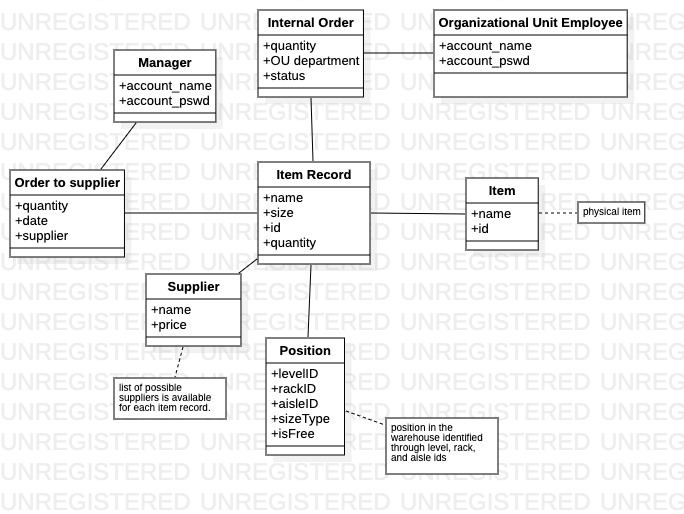 Internal Order
+quantity
+OU department
+status
Organizational Unit Employee
+account_name
+account_pswd
Manager
+account_name
+account_pswd
Order to supplier
+quantity
+date
+supplier
Item Record
+name
+size
+id
+quantity
Item
+name
+id
physical item
Supplier
+name
+price
list of possible
suppliers is available
for each item record.
Position
+levelID
+rackID
+aisleID
+sizeType
+isFree
position in the
warehouse identified
through level, rack,
and aisle ids
UNREGISTERED